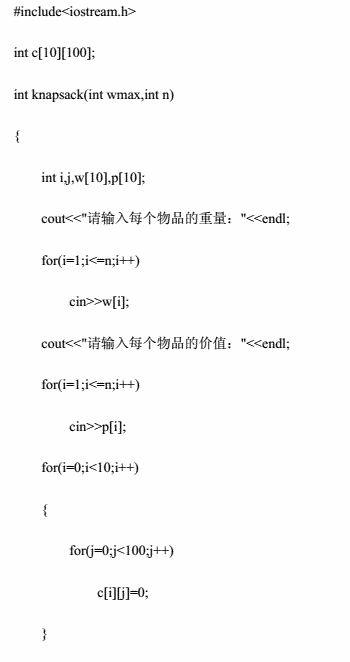 #include<iostream.h>
int c[10][100];
int knapsack(int wmax,int n)
{
int i,j,w[10],p[10];
cout<<"请输入每个物品的重量："<<endl;
for(i=1;i<=n;i++)
cin>>w[i];
cout<<"请输入每个物品的价值："<<endl;
for(i=1;i<=n;i++)
cin>>p[i];
for(i=0;i<10;i++)
{
for(j=0;j<100;j++)
c[i][j]=0;
}